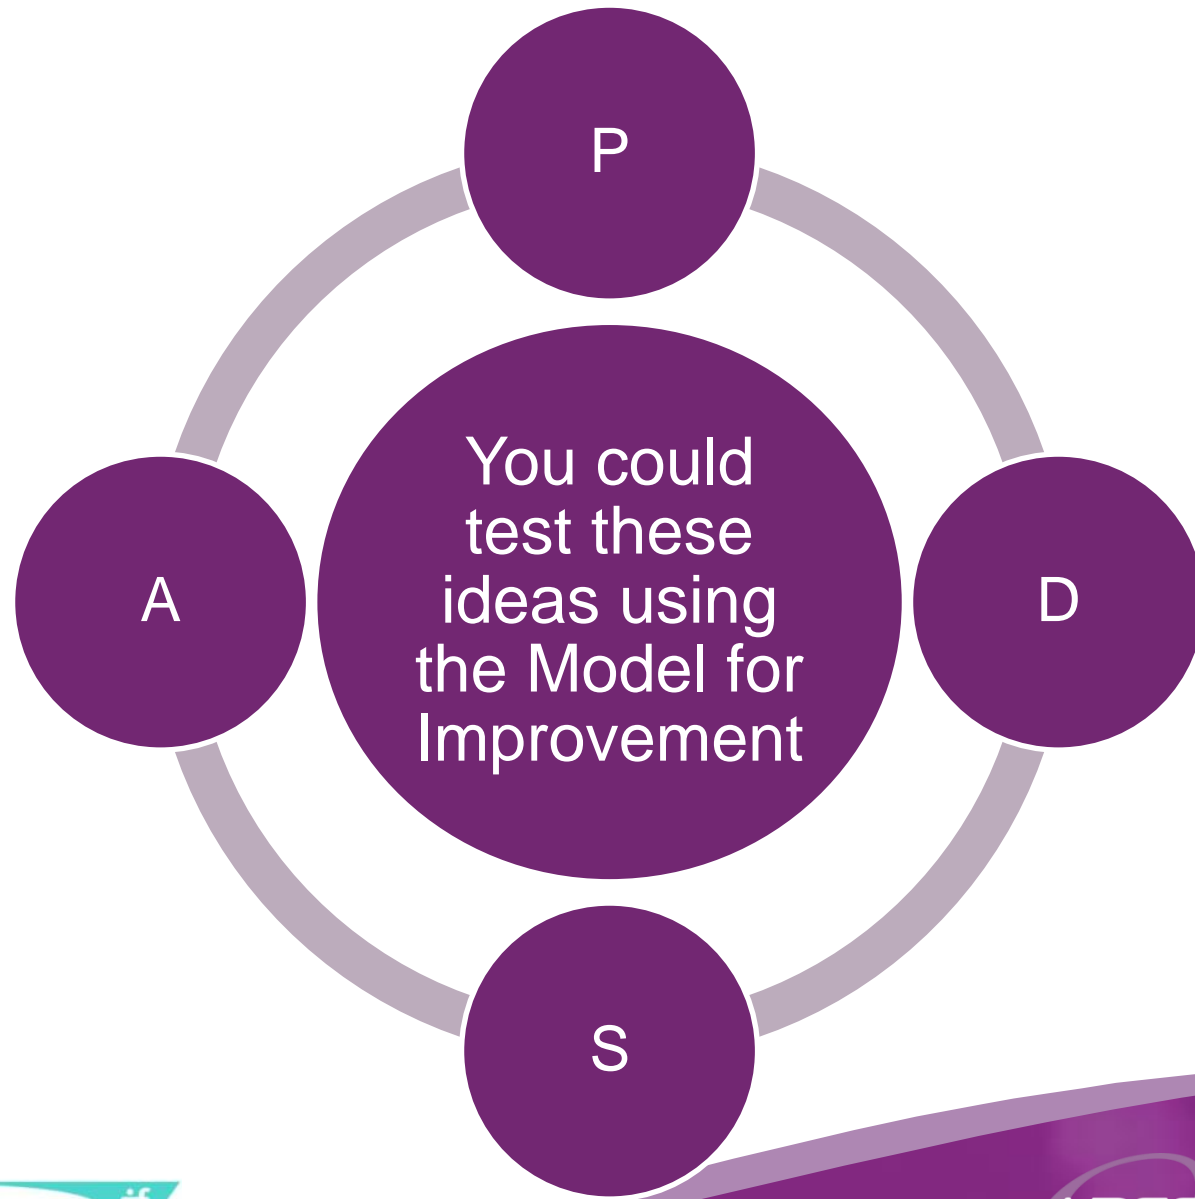 P
You could
test these
ideas using
the Model for
Improvement
A
D
S